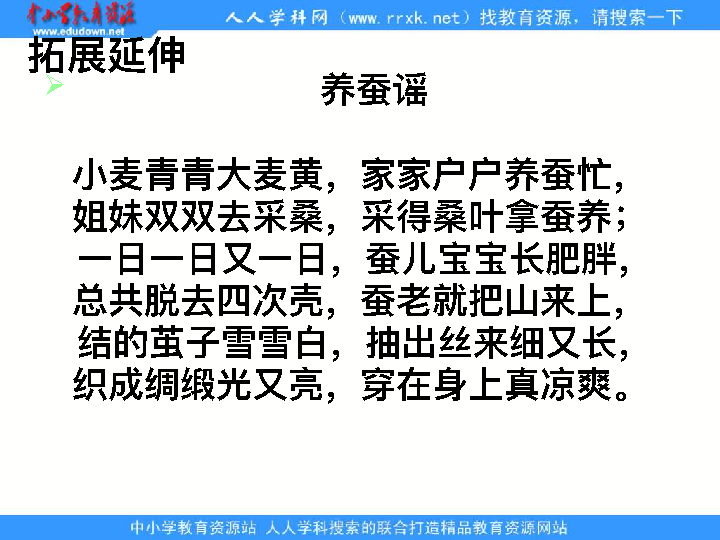 中小学教育资源
www.edudown.net
人人学科网（www.rrxk.net）找教育资源，请搜索一下
拓展延伸
养蚕谣
小麦青青大麦黄，家家户户养蚕忙，
姐妹双双去采桑，采得桑叶拿蚕养；
一日一日又一日，蚕儿宝宝长肥胖，
总共脱去四次壳，蚕老就把山来上，
结的茧子雪雪白，抽出丝来细又长，
织成绸缎光又亮，穿在身上真凉爽。
中小学教育资源站 人人学科搜索的联合打造精品教育资源网站